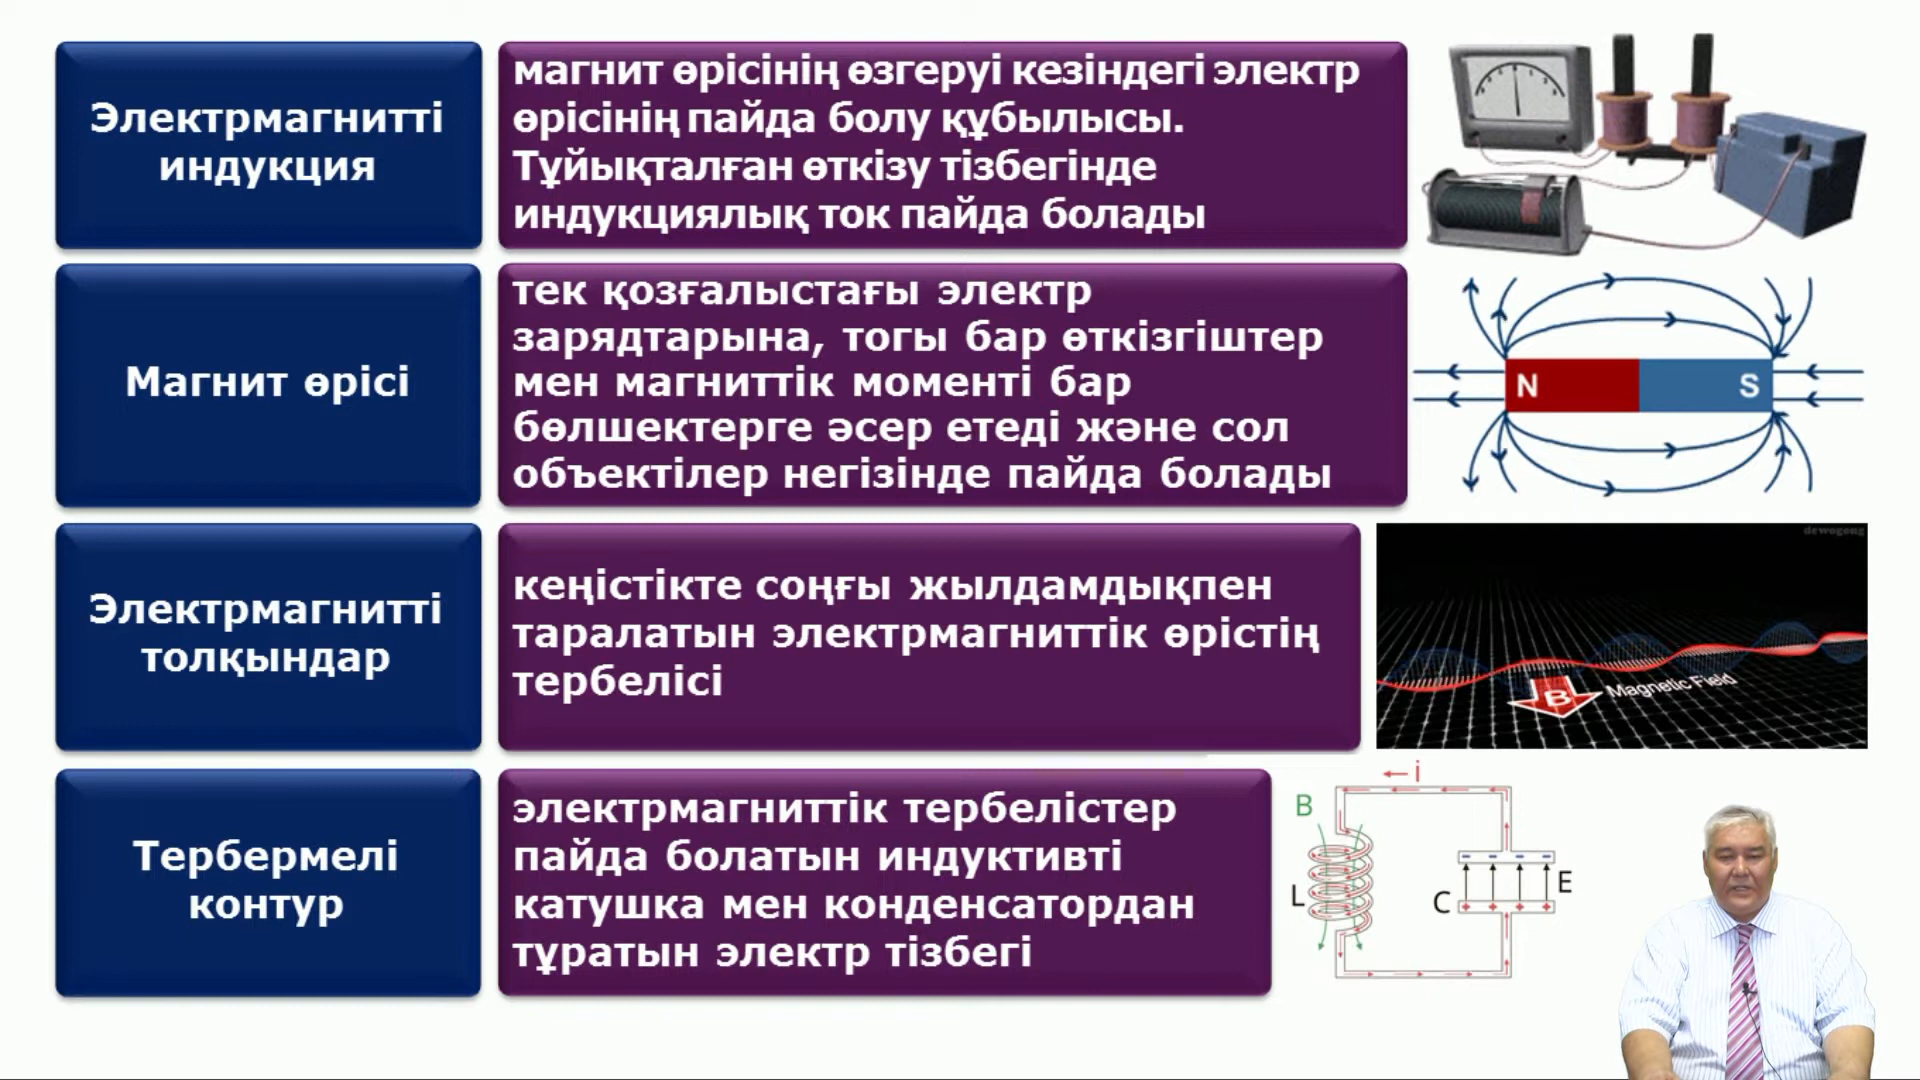 Электрмагнитті
индукция
магнит өрісінің өзгеруі кезіндегі электр
өрісінің пайда болу құбылысы.
Тұйықталған өткізу тізбегінде
индукциялық ток пайда болады
Магнит өрісі
тек қозғалыстағы электр
зарядтарына, тогы бар өткізгіштер
мен магниттік моменті бар
бөлшектерге әсер етеді және сол
объектілер негізінде пайда болады
N S
Электрмагнитті
толқындар
кеңістікте соңғы жылдамдықпен
таралатын электрмагниттік өрістің
тербелісі
dewogong
B Magnetic Field
Тербермелі
контур
электрмагниттік тербелістер
пайда болатын индуктивті
катушка мен конденсатордан
тұратын электр тізбегі
i
B
L
C
E